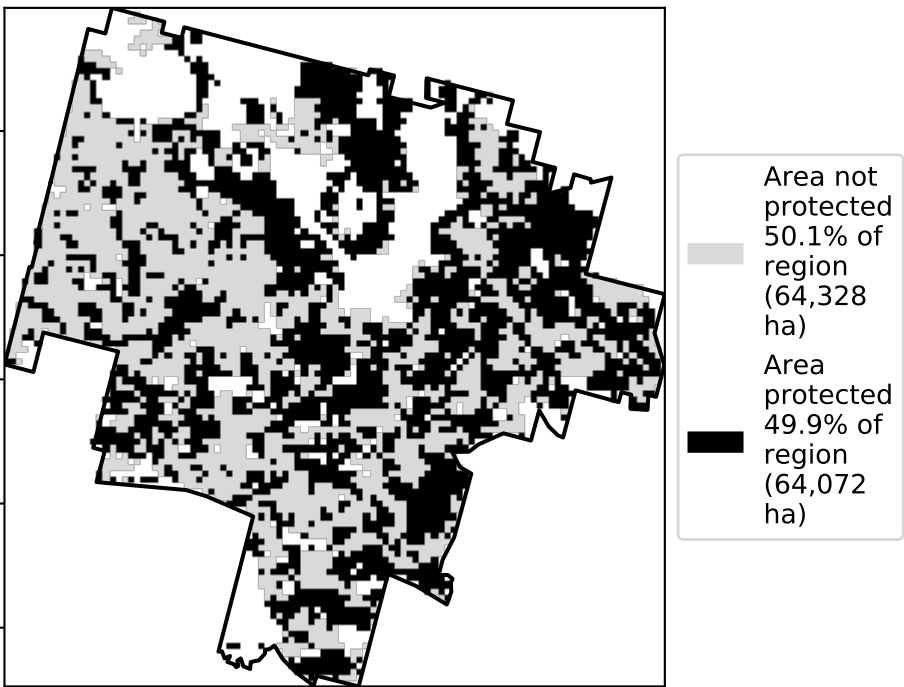 Area not
protected
50.1% of
region
(64,328
ha)
Area
protected
49.9% of
region
(64,072
ha)